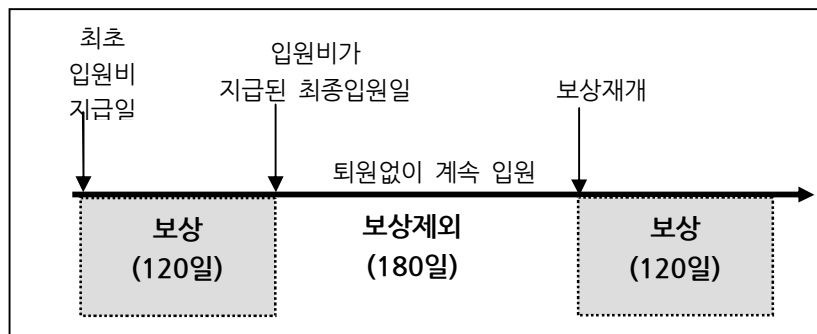 최초
입원비
지급일
입원비가
지급된 최종입원일
보상재개
퇴원없이 계속 입원
보상
(120일)
보상제외
(180일)
보상
(120일)